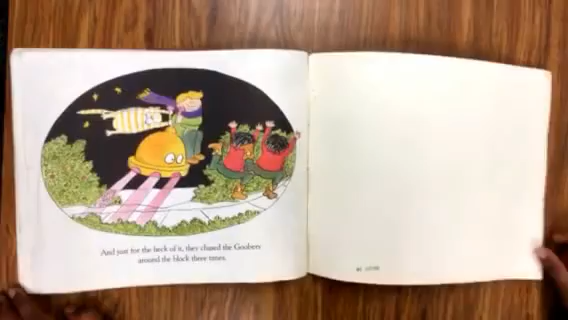 And just for the heck of it, they chased the Goobers
around the block three times.